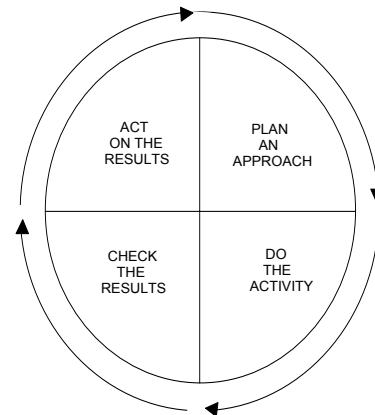 ACT
ON THE
RESULTS
PLAN
AN
APPROACH
CHECK
THE
RESULTS
DO
THE
ACTIVITY